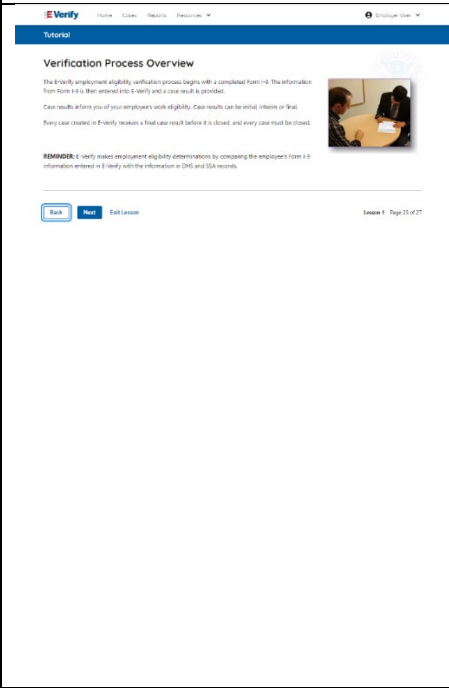 E-Verify Home Cases Reports Resources Employer User
Tutorial
Verification Process Overview
The E-Verify employment eligibility verification process begins with a completed Form I-9. The information
from Form I-9 is then entered into E-Verify and a case result is provided.
Case results inform you of your employee's work eligibility. Case results can be initial, interim or final.
Every case created in E-Verify receives a final case result before it is closed, and every case must be closed.
REMINDER: E-Verify makes employment eligibility determinations by comparing the employee's Form I-9
information entered in E-Verify with the information in DHS and SSA records.
Back Next Exit Lesson Lesson 1 Page 23 of 27